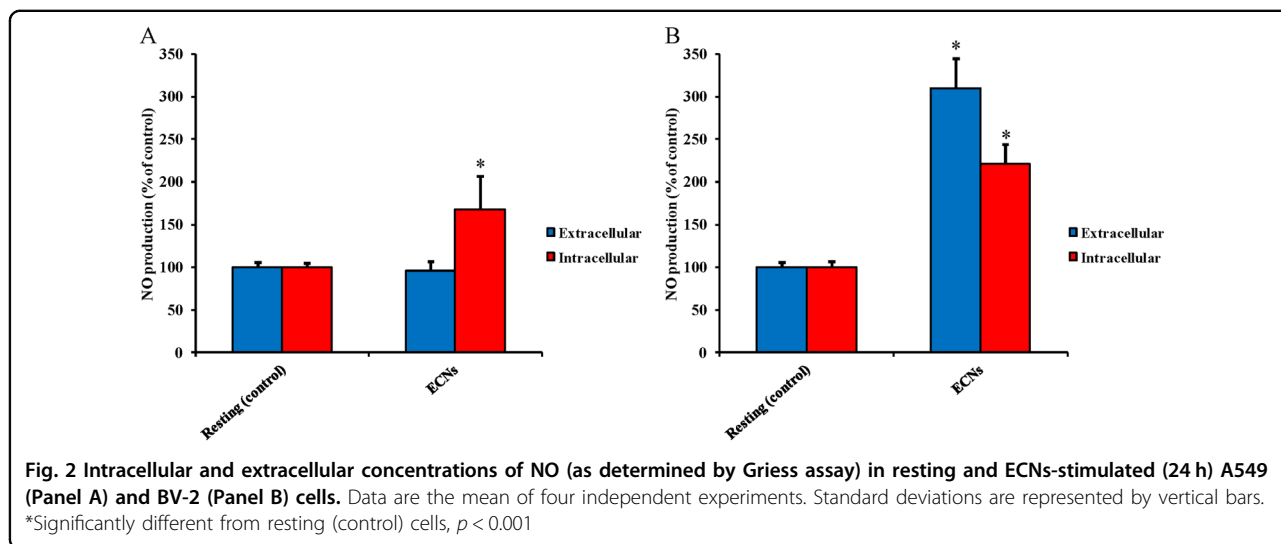 A
NO production (% of control)
350
300
250
200
150
100
50
0
*
Resting (control)
ECNs
Extracellular
Intracellular
B
NO production (% of control)
350
300
250
200
150
100
50
0
*
*
Resting (control)
ECNs
Extracellular
Intracellular
Fig. 2 Intracellular and extracellular concentrations of NO (as determined by Griess assay) in resting and ECNs-stimulated (24 h) A549
(Panel A) and BV-2 (Panel B) cells. Data are the mean of four independent experiments. Standard deviations are represented by vertical bars.
*Significantly different from resting (control) cells, p < 0.001